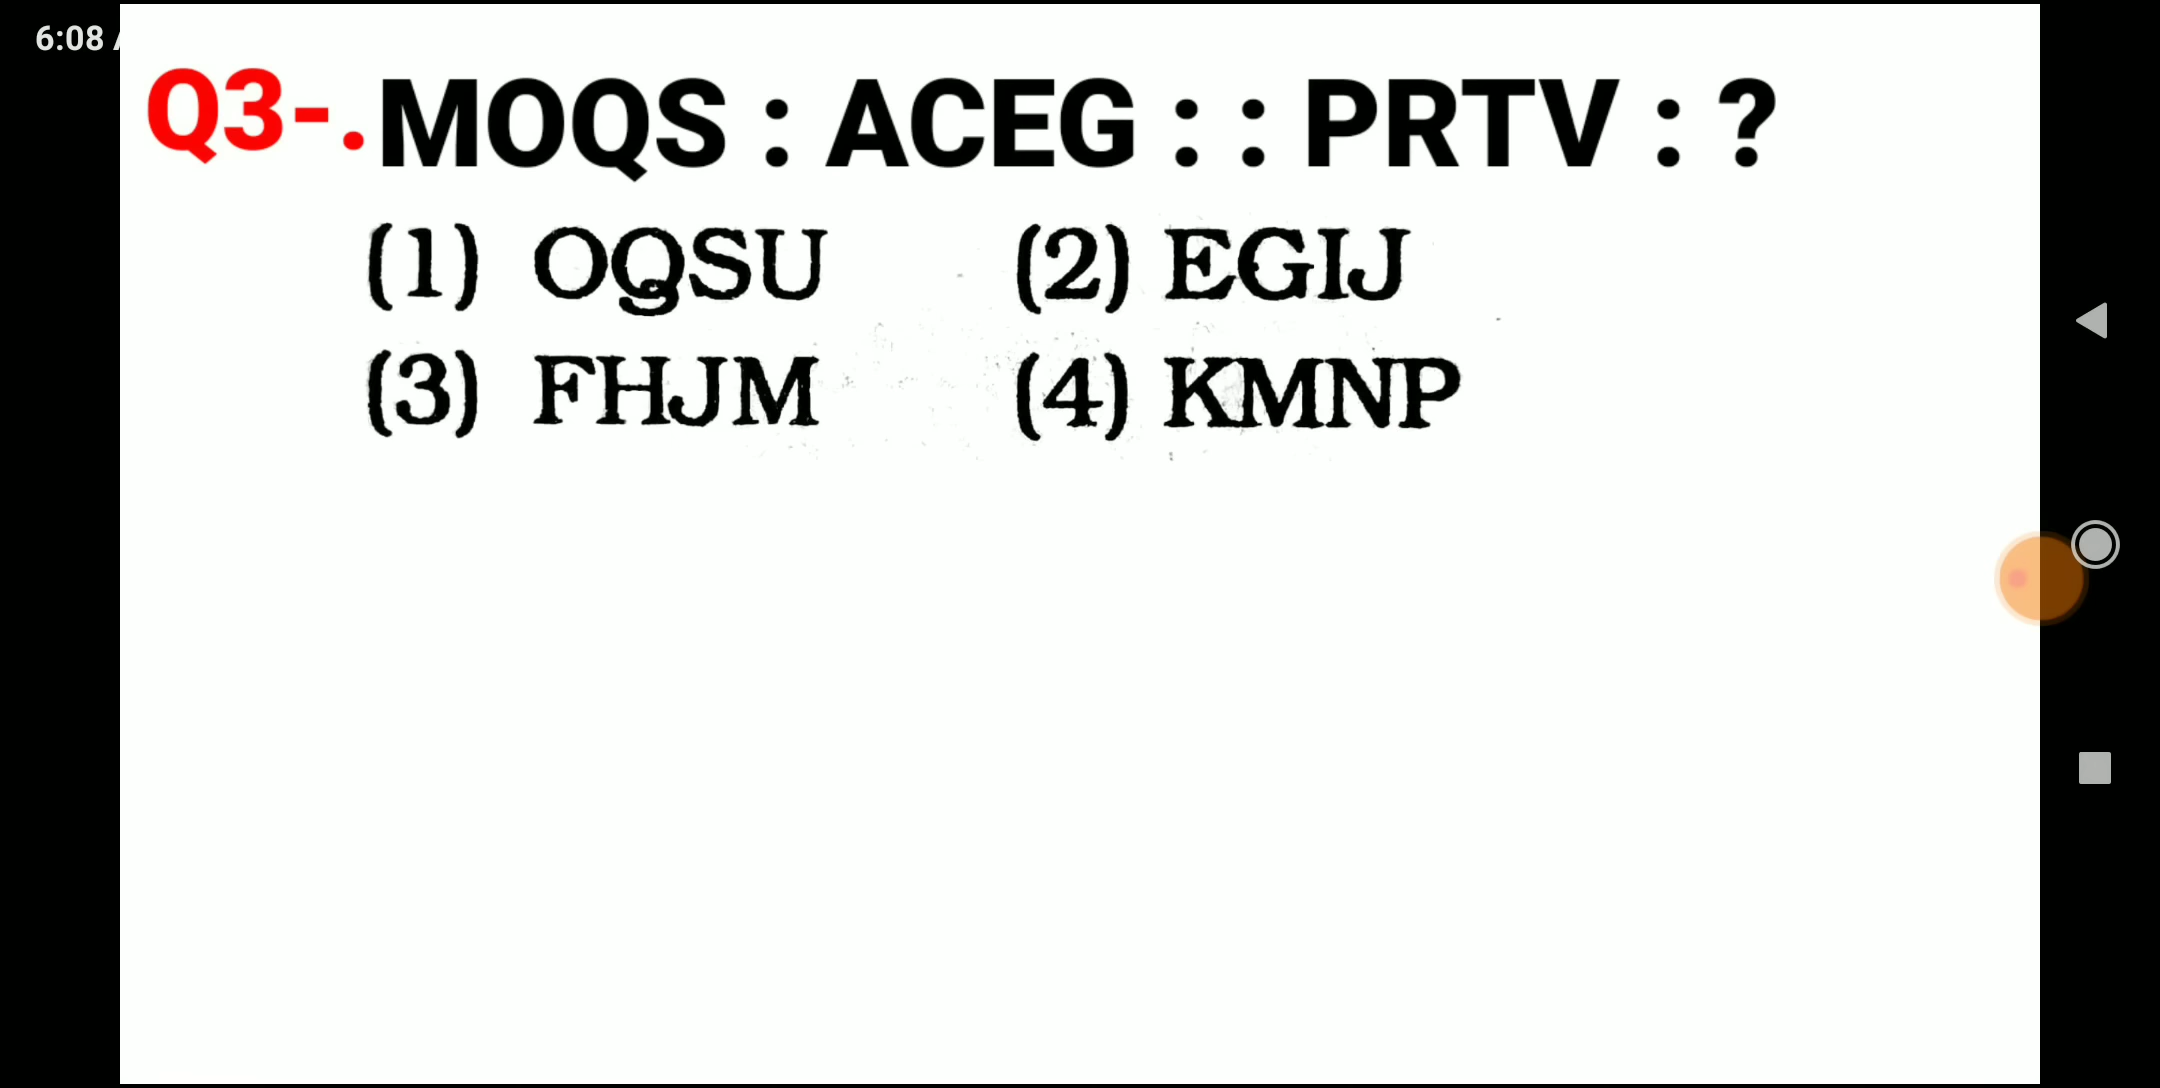 6:08
Q3-. MOQS : ACEG : : PRTV : ?
(1) OQSU (2) EGIJ
(3) FHJM (4) KMNP